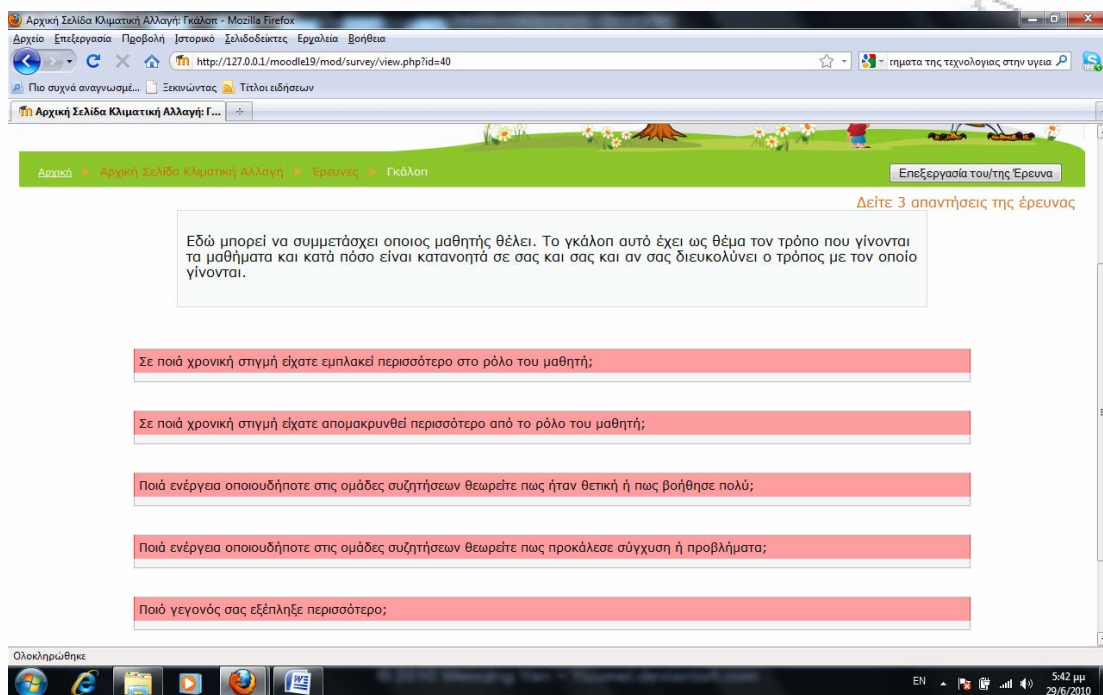 Αρχική Σελίδα Κλιματική Αλλαγή: Γκάλοπ - Mozilla Firefox
Αρχείο Επεξεργασία Προβολή Ιστορικό Σελιδοδείκτες Εργαλεία Βοήθεια
http://127.0.0.1/moodle19/mod/survey/view.php?id=40
ηματα της τεχνολογιας στην υγεια
Πιο συχνά αναγνωσμέ... Ξεκινώντας Τίτλοι ειδήσεων
Αρχική Σελίδα Κλιματική Αλλαγή: Γ...
Αρχική ► Αρχική Σελίδα Κλιματική Αλλαγή ► Έρευνες ► Γκάλοπ
Επεξεργασία του/της Έρευνα
Δείτε 3 απαντήσεις της έρευνας
Εδώ μπορεί να συμμετάσχει οποιος μαθητής θέλει. Το γκάλοπ αυτό έχει ως θέμα τον τρόπο που γίνονται
τα μαθήματα και κατά πόσο είναι κατανοητά σε σας και σας και αν σας διευκολύνει ο τρόπος με τον οποίο
γίνονται.
Σε ποιά χρονική στιγμή είχατε εμπλακεί περισσότερο στο ρόλο του μαθητή;
Σε ποιά χρονική στιγμή είχατε απομακρυνθεί περισσότερο από το ρόλο του μαθητή;
Ποιά ενέργεια οποιουδήποτε στις ομάδες συζητήσεων θεωρείτε πως ήταν θετική ή πως βοήθησε πολύ;
Ποιά ενέργεια οποιουδήποτε στις ομάδες συζητήσεων θεωρείτε πως προκάλεσε σύγχυση ή προβλήματα;
Ποιό γεγονός σας εξέπληξε περισσότερο;
Ολοκληρώθηκε
EN
5:42 μμ
29/6/2010